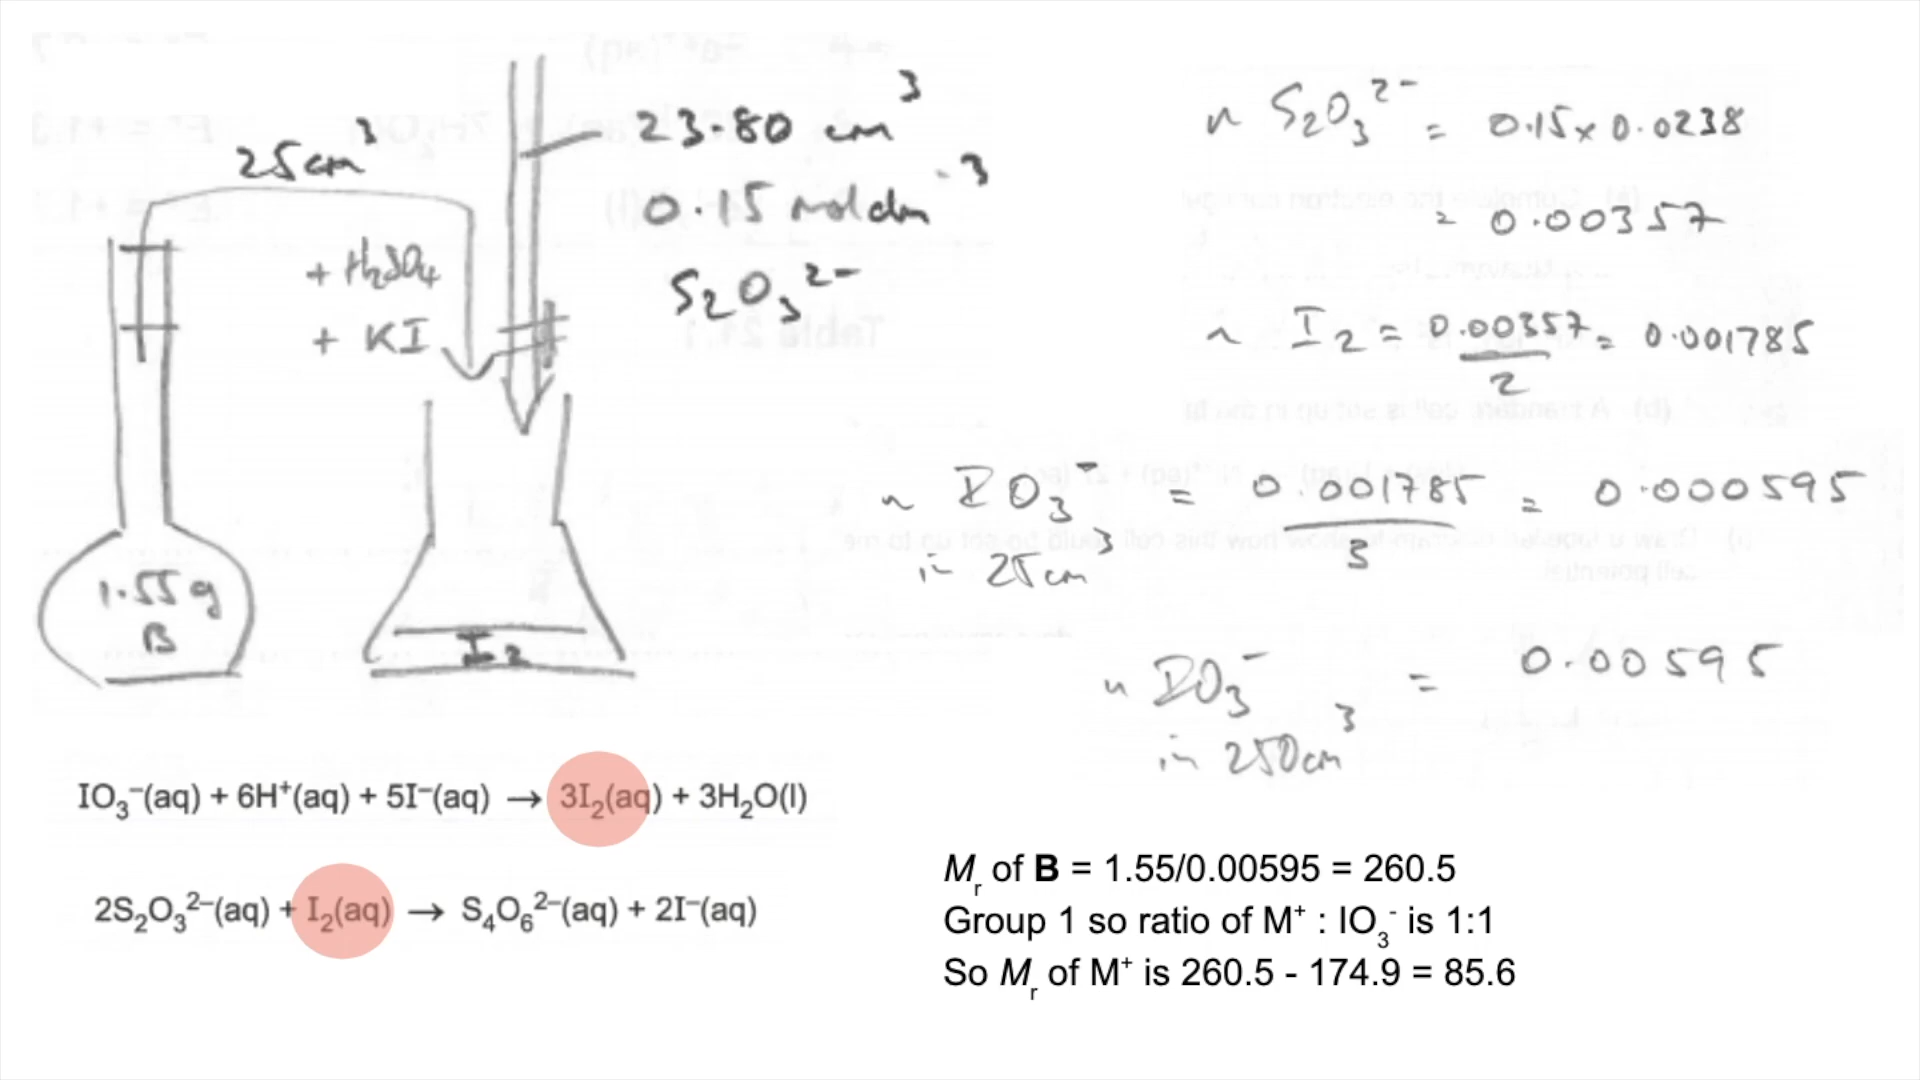 25cm³
+ H₂SO₄
+ KI
23.80 cm³
0.15 mol dm⁻³
S₂O₃²⁻
1.55g
B
I₂
n S₂O₃²⁻ = 0.15 x 0.0238
= 0.00357
n I₂ = 0.00357/2 = 0.001785
n IO₃⁻ = 0.001785/3 = 0.000595
in 25cm³
n IO₃⁻ = 0.00595
in 250cm³
IO₃⁻(aq) + 6H⁺(aq) + 5I⁻(aq) → 3I₂(aq) + 3H₂O(l)
2S₂O₃²⁻(aq) + I₂(aq) → S₄O₆²⁻(aq) + 2I⁻(aq)
Mᵣ of B = 1.55/0.00595 = 260.5
Group 1 so ratio of M⁺ : IO₃⁻ is 1:1
So Mᵣ of M⁺ is 260.5 - 174.9 = 85.6